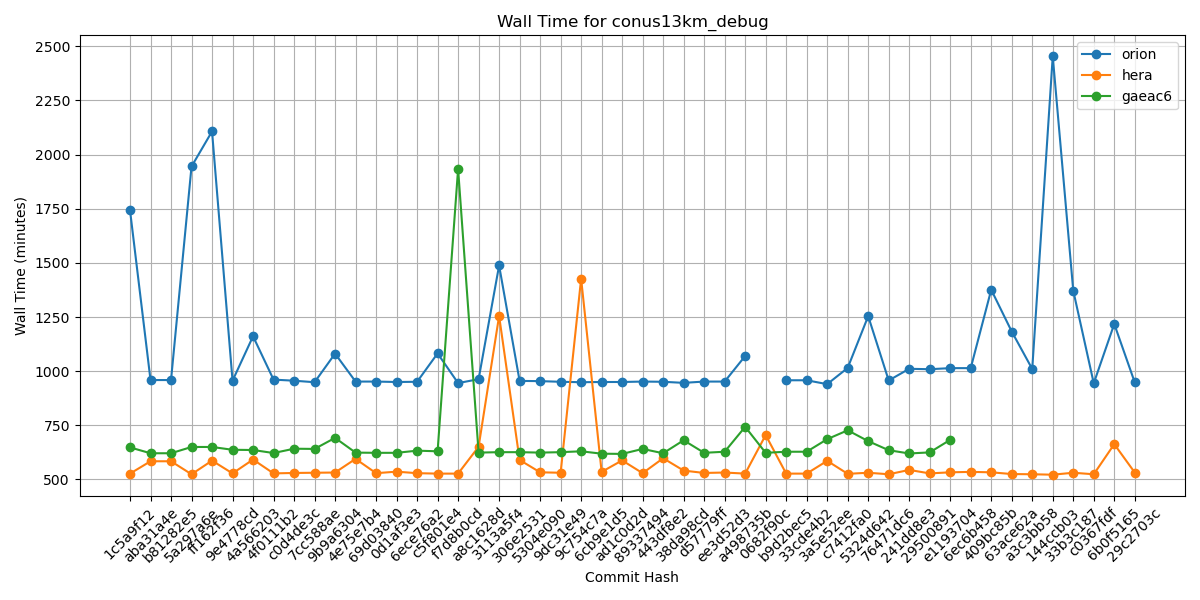 Wall Time for conus13km_debug
orion
hera
gaeac6
Wall Time (minutes)
2500
2250
2000
1750
1500
1250
1000
750
500
1c5a9f12
aba31a4e
b81282e5
5a2978a6e
ff162f36
9e4778cd
4a566203
4f0111b2
c0d4de3c
7cc588ae
9b9a6304
4e75e7b4
69d03840
0d1af3e3
6ece76a2
c5f801e4
f7d8b0cd
a8c1628d
3113a5f4
306e2531
5304e090
9dc31e49
9c754c7a
6cb9e1d5
ad1c0d2d
89337494
443df8e2
38da98cd
d57779ff
ee3d52d3
a498735b
0682f90c
b9d2bec5
33cde4b2
3a5e52ee
c7412fa0
5324d642
76471dc6
241dd8e3
29500891
e1193704
6ec6b458
409bc85b
63ace62a
a3c3bb58
144ccb03
33b3c187
c0367fdf
6b0f5165
29c2703c
Commit Hash